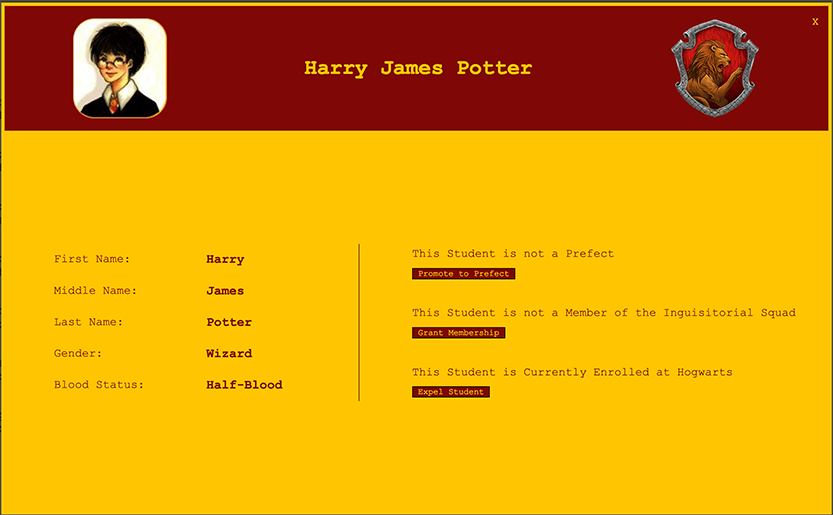 x
Harry James Potter
First Name: Harry
Middle Name: James
Last Name: Potter
Gender: Wizard
Blood Status: Half-Blood
This Student is not a Prefect
Promote to Prefect
This Student is not a Member of the Inguisitorial Squad
Grant Membership
This Student is Currently Enrolled at Hogwarts
Expel Student